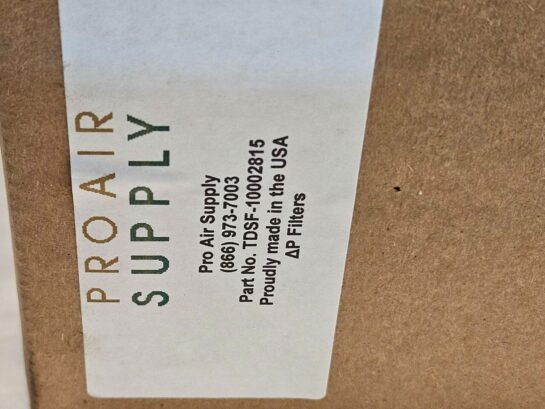 PRO AIR
SUPPLY
Pro Air Supply
(866) 973-7003
Part No. TDSF-10002815
Proudly made in the USA
ΔP Filters